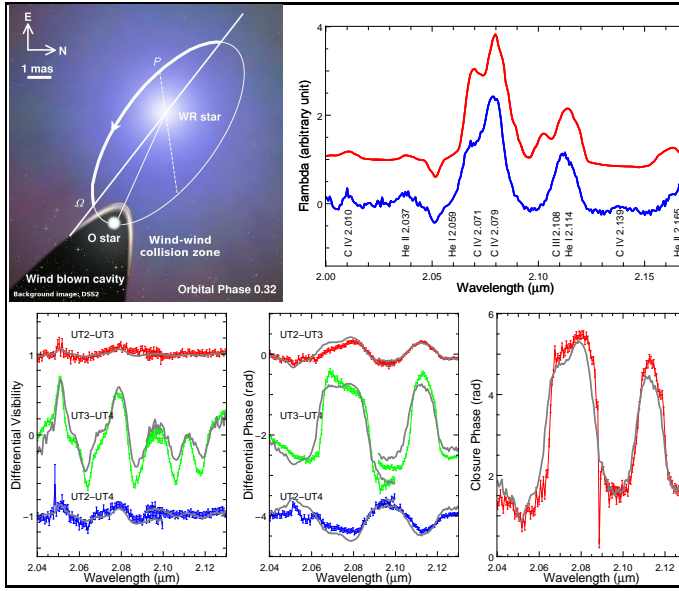 E
N
1 mas
P
WR star
Ω
O star
Wind-wind
collision zone
Wind blown cavity
Background image; DSS2
Orbital Phase 0.32
Flambda (arbitrary unit)
4
2
0
C IV 2.010
He II 2.037
He I 2.059
C IV 2.071
C IV 2.079
C III 2.108
He I 2.114
C IV 2.139
He II 2.165
2.00 2.05 2.10 2.15
Wavelength (μm)
Differential Visibility
1
0
−1
UT2−UT3
UT3−UT4
UT2−UT4
2.04 2.06 2.08 2.10 2.12
Wavelength (μm)
Differential Phase (rad)
0
−2
−4
UT2−UT3
UT3−UT4
UT2−UT4
2.04 2.06 2.08 2.10 2.12
Wavelength (μm)
Closure Phase (rad)
6
4
2
0
2.04 2.06 2.08 2.10 2.12
Wavelength (μm)